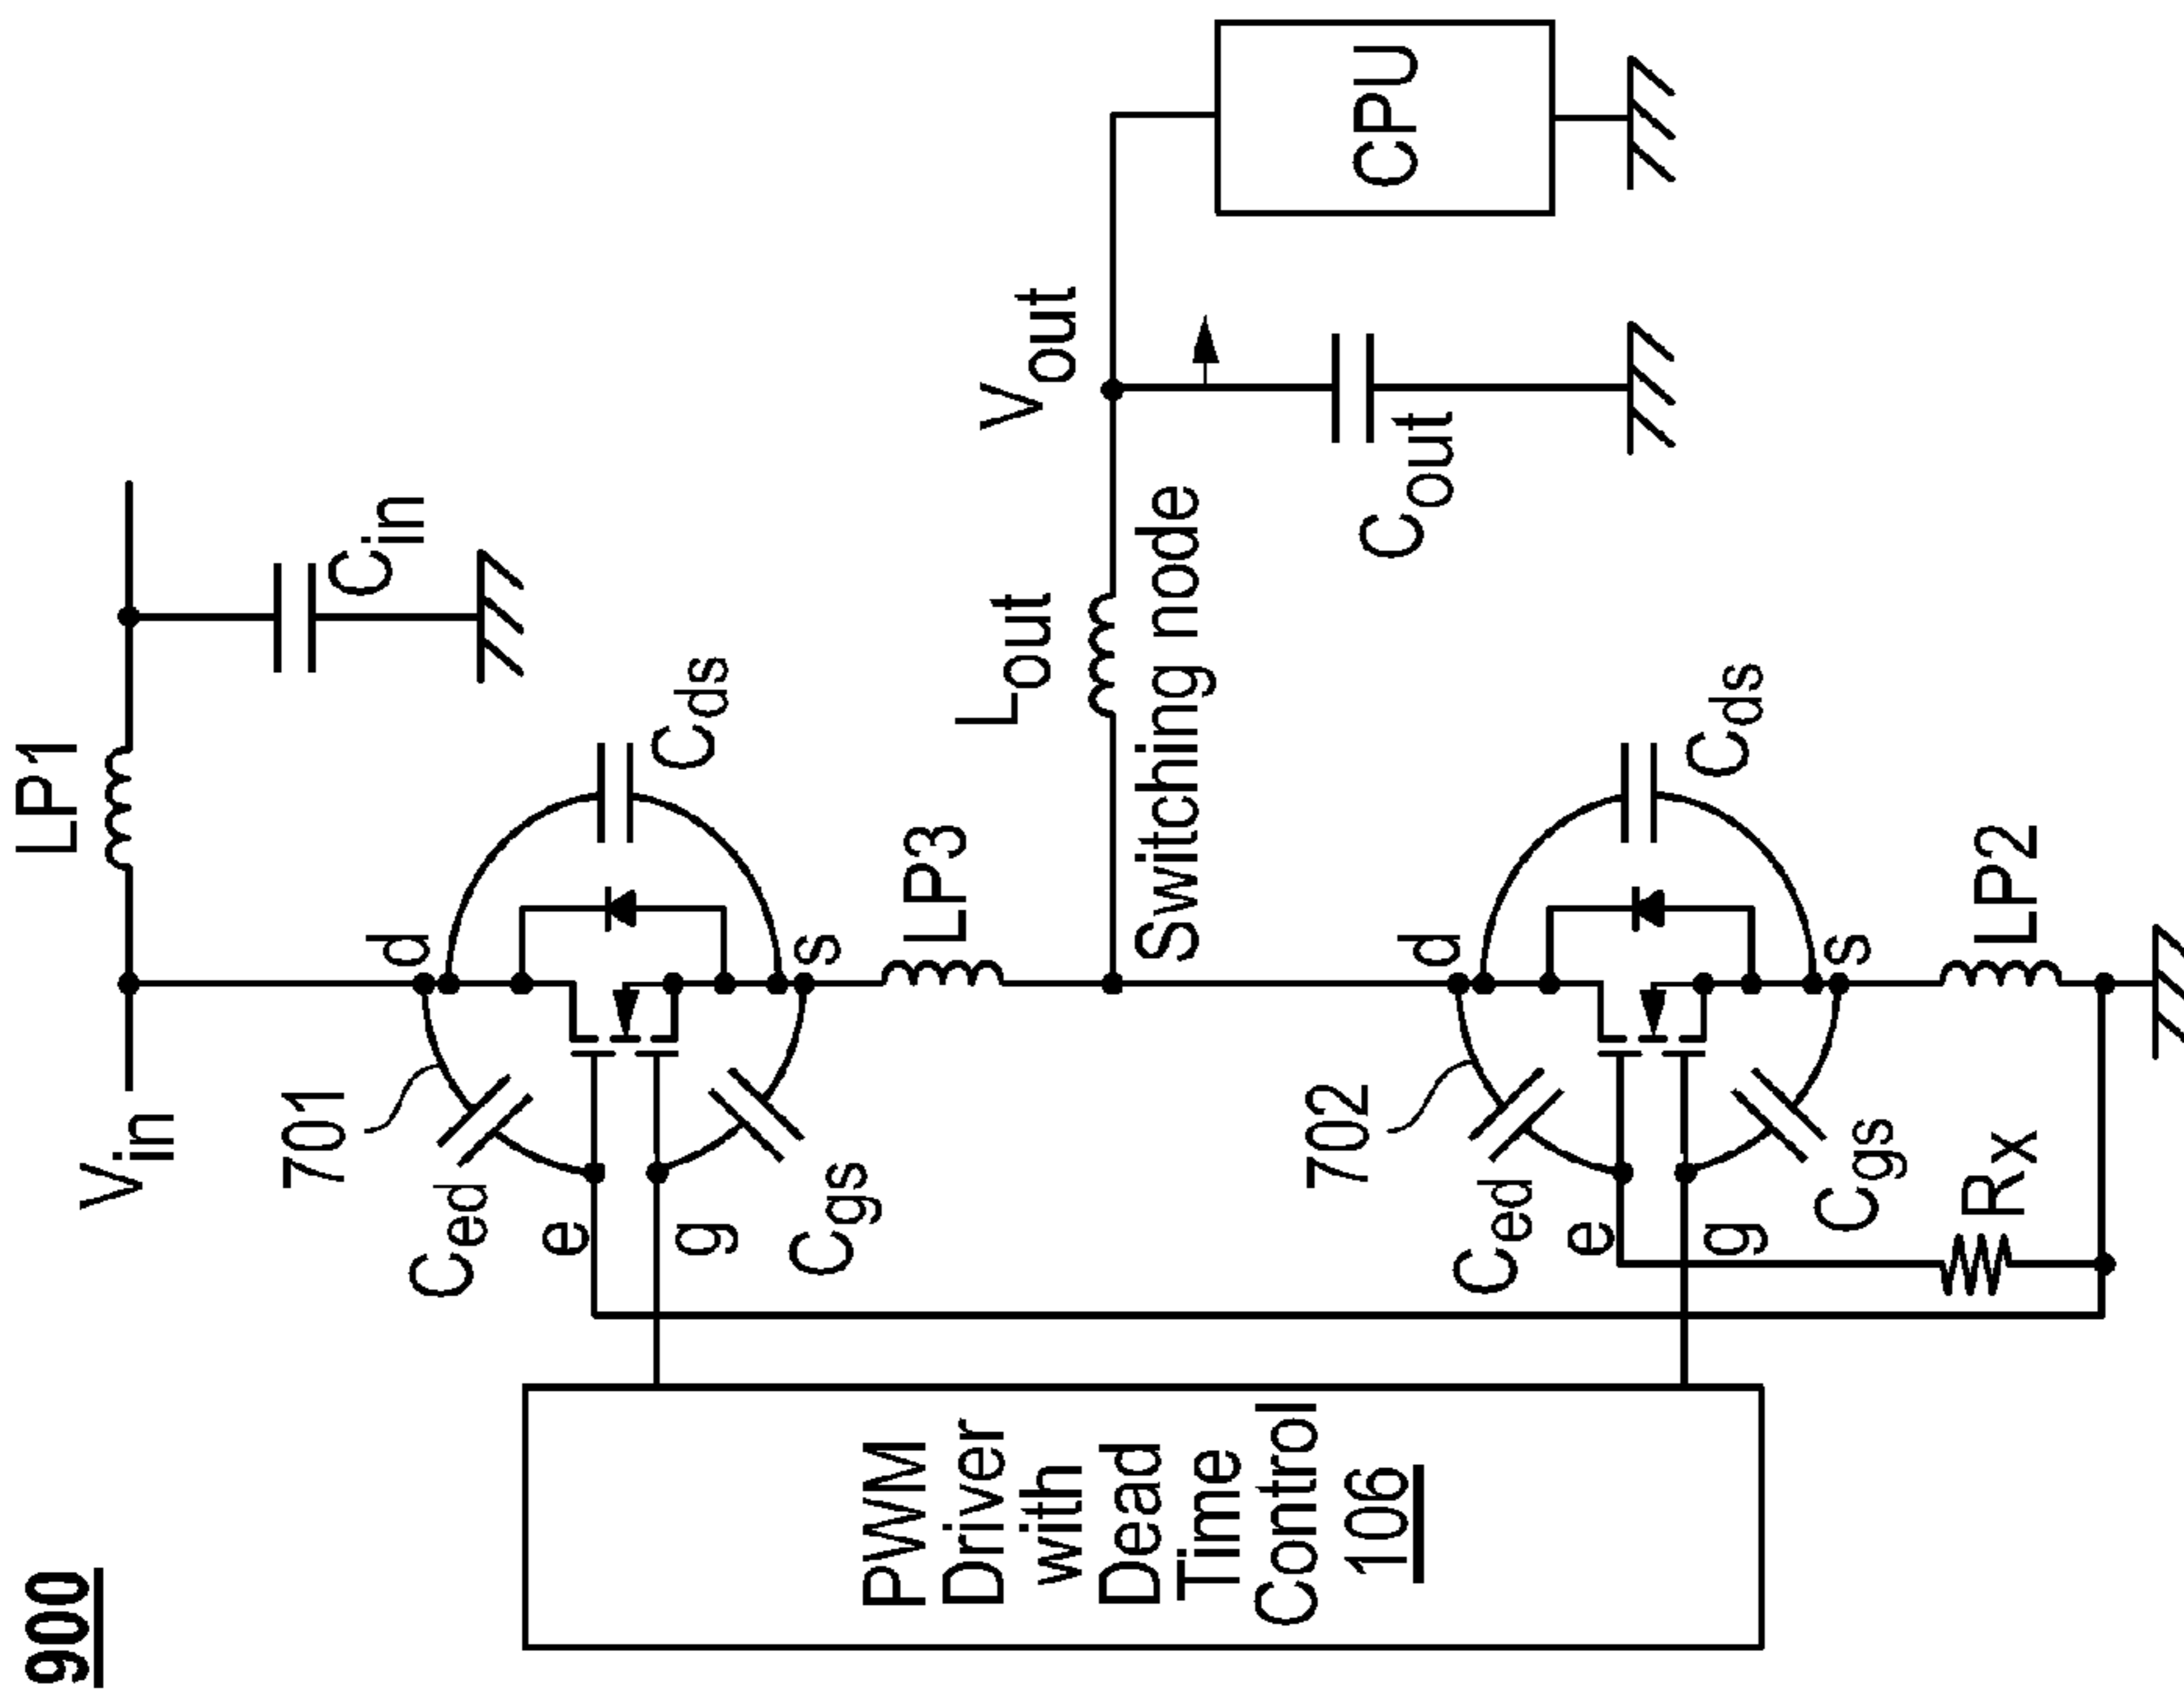 900
LP1
Vin
Cin
d
701
Ced
Cds
e
g
s
Cgs
LP3
Lout
Vout
Switching node
Cout
CPU
PWM
Driver
with
Dead
Time
Control
106
d
702
Ced
Cds
e
g
s
Cgs
Rx
LP2